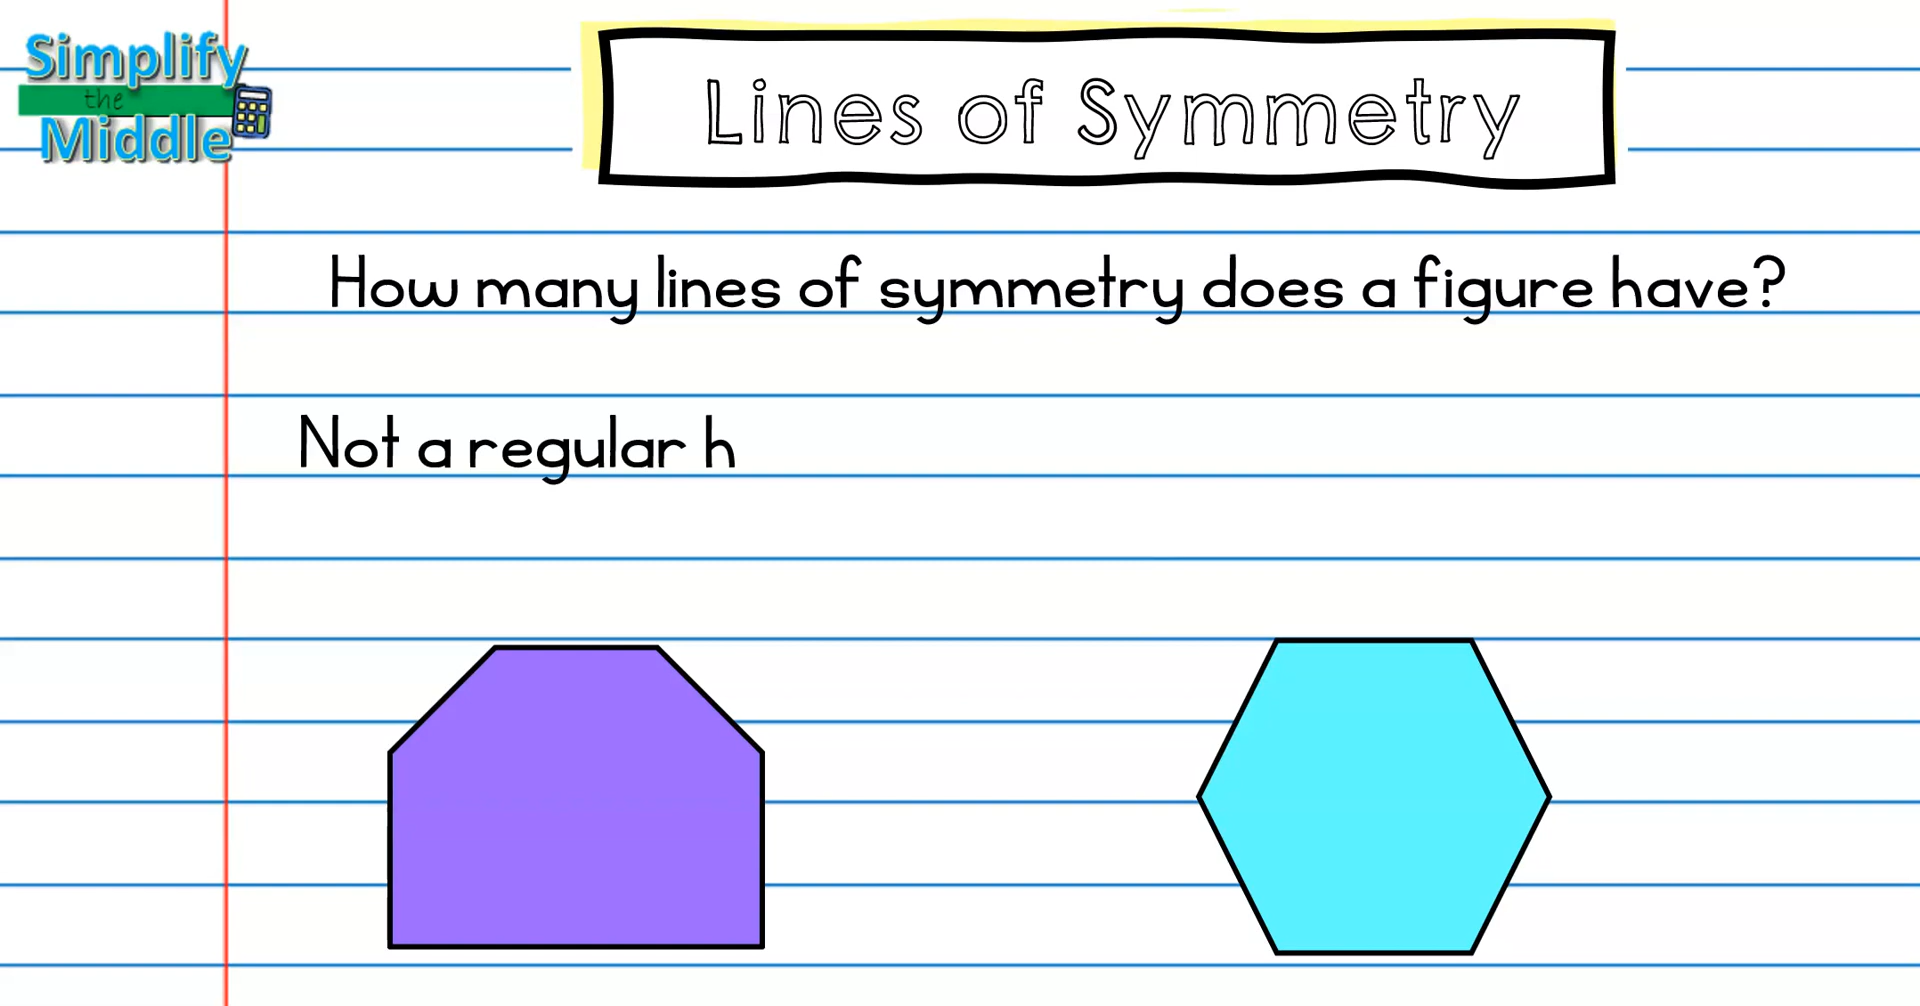 Simplify
the
Middle
Lines of Symmetry
How many lines of symmetry does a figure have?
Not a regular h